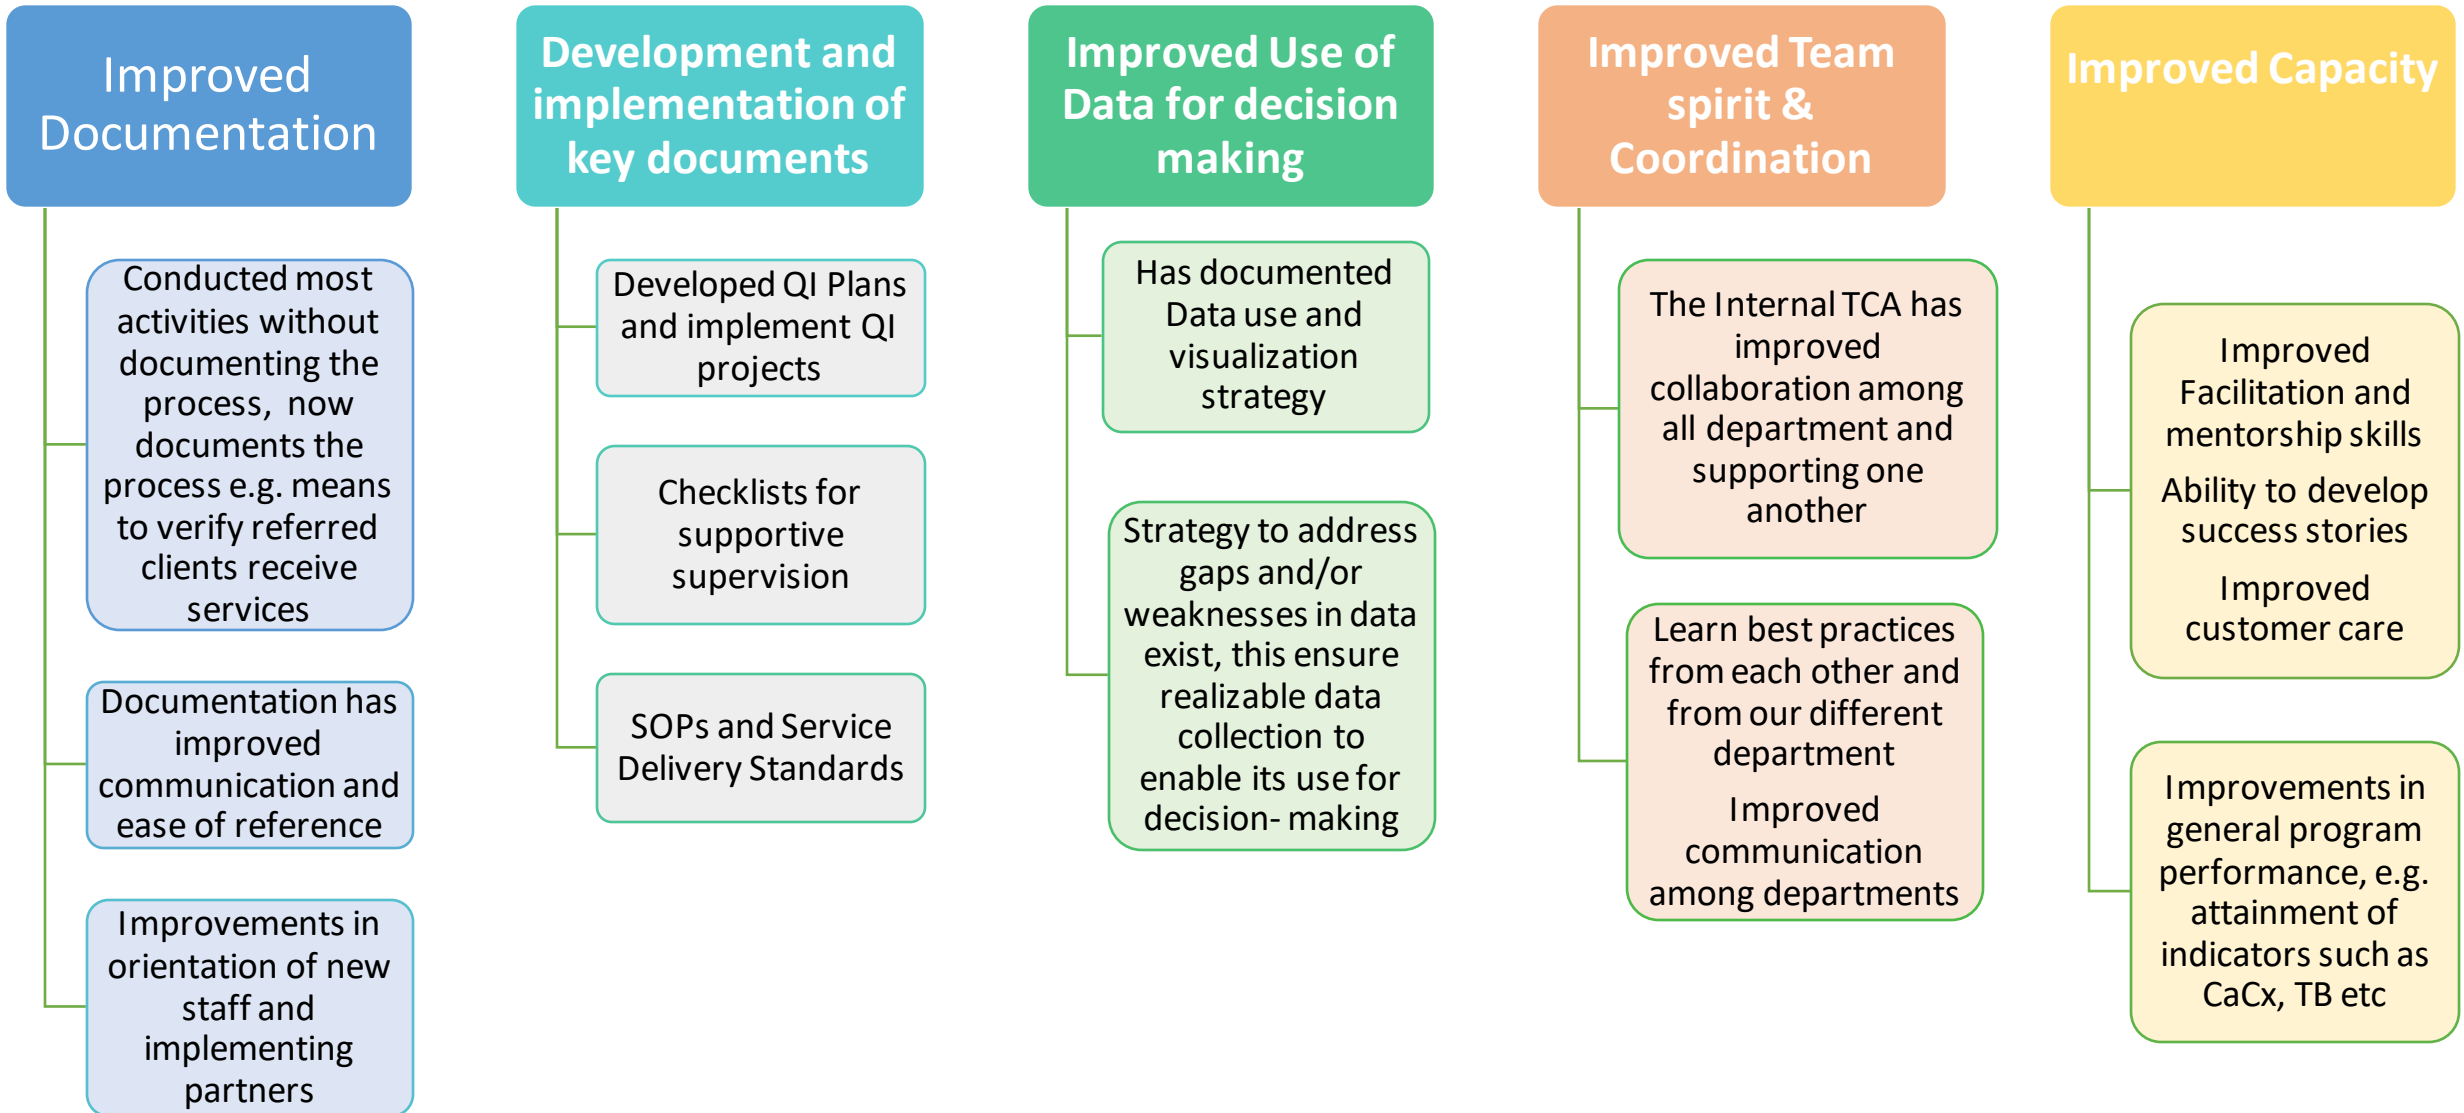 Improved
Documentation
Conducted most
activities without
documenting the
process, now
documents the
process e.g. means
to verify referred
clients receive
services
Documentation has
improved
communication and
ease of reference
Improvements in
orientation of new
staff and
implementing
partners
Development and
implementation of
key documents
Developed QI Plans
and implement QI
projects
Checklists for
supportive
supervision
SOPs and Service
Delivery Standards
Improved Use of
Data for decision
making
Has documented
Data use and
visualization
strategy
Strategy to address
gaps and/or
weaknesses in data
exist, this ensure
realizable data
collection to
enable its use for
decision- making
Improved Team
spirit &
Coordination
The Internal TCA has
improved
collaboration among
all department and
supporting one
another
Learn best practices
from each other and
from our different
department
Improved
communication
among departments
Improved Capacity
Improved
Facilitation and
mentorship skills
Ability to develop
success stories
Improved
customer care
Improvements in
general program
performance, e.g.
attainment of
indicators such as
CaCx, TB etc